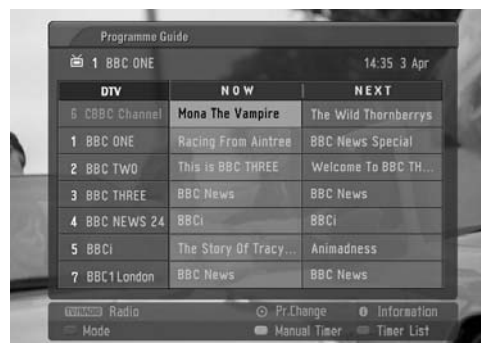 Programme Guide
1 BBC ONE 14:35 3 Apr
DTV NOW NEXT
6 CBBC Channel Mona The Vampire The Wild Thornberrys
1 BBC ONE Racing From Aintree BBC News Special
2 BBC TWO This is BBC THREE Welcome To BBC TH...
3 BBC THREE BBC News BBC News
4 BBC NEWS 24 BBCi BBCi
5 BBCi The Story Of Tracy... Animadness
7 BBC1 London BBC News BBC News
TV/RADIO Radio Pr.Change i Information
Mode Manual Timer Timer List